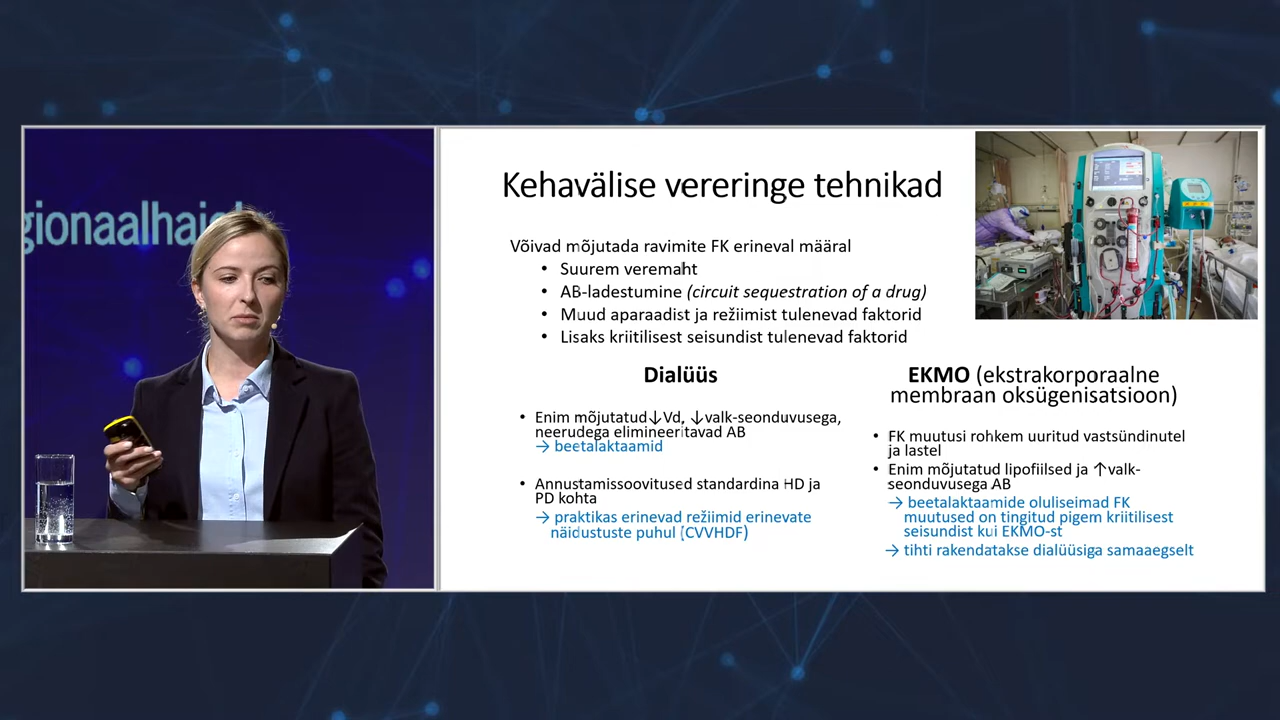 gionaalhai
Kehavälise vereringe tehnikad
Võivad mõjutada ravimite FK erineval määral
• Suurem veremaht
• AB-ladestumine (circuit sequestration of a drug)
• Muud aparaadist ja režiimist tulenevad faktorid
• Lisaks kriitilisest seisundist tulenevad faktorid
Dialüüs
• Enim mõjutatud↓Vd, ↓valk-seonduvusega,
neerudega elimineeritavad AB
→ beetalaktaamid
• Annustamissoovitused standardina HD ja
PD kohta
→ praktikas erinevad režiimid erinevate
näidustuste puhul (CVVHDF)
EKMO (ekstrakorporaalne
membraan oksügenisatsioon)
• FK muutusi rohkem uuritud vastsündinutel
ja lastel
• Enim mõjutatud lipofiilsed ja ↑valk-
seonduvusega AB
→ beetalaktaamide oluliseimad FK
muutused on tingitud pigem kriitilisest
seisundist kui EKMO-st
→ tihti rakendatakse dialüüsiga samaaegselt